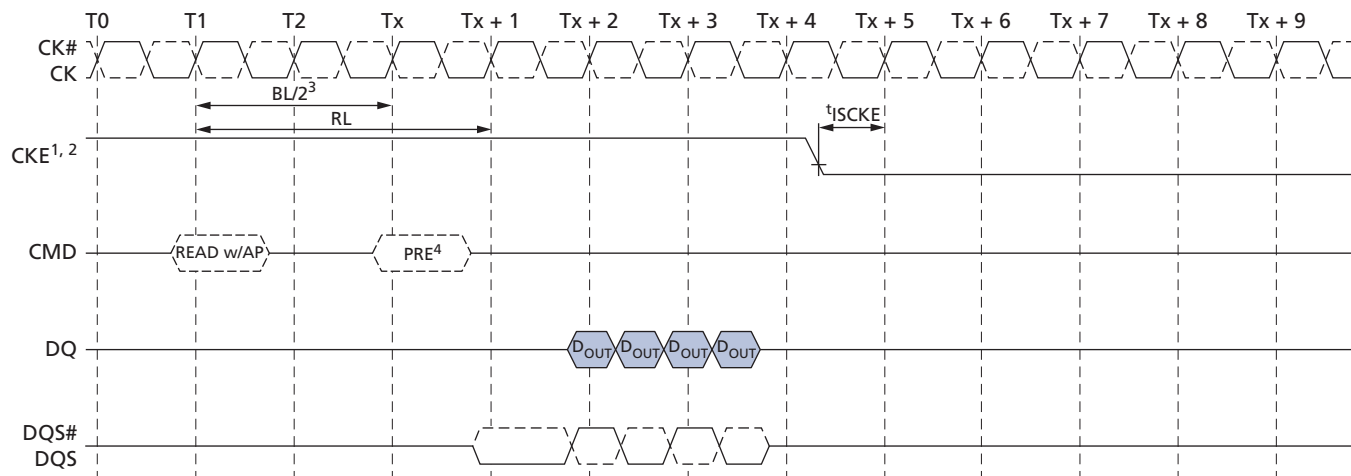 T0 T1 T2 Tx Tx + 1 Tx + 2 Tx + 3 Tx + 4 Tx + 5 Tx + 6 Tx + 7 Tx + 8 Tx + 9
CK#
CK
BL/2³
RL
tISCKE
CKE1, 2
CMD
READ w/AP
PRE⁴
DQ
DOUT DOUT DOUT DOUT
DQS#
DQS